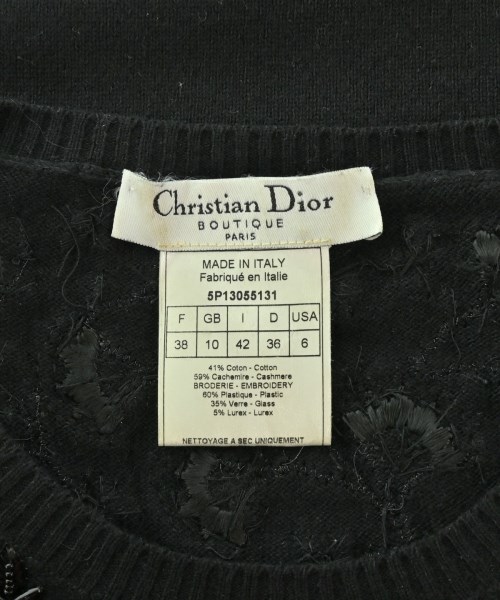 Christian Dior
BOUTIQUE
PARIS
MADE IN ITALY
Fabriqué en Italie
5P13055131
F GB I D USA
38 10 42 36 6
41% Coton - Cotton
59% Cachemire - Cashmere
BRODERIE - EMBROIDERY
60% Plastique - Plastic
35% Verre - Glass
5% Lurex - Lurex
NETTOYAGE A SEC UNIQUEMENT